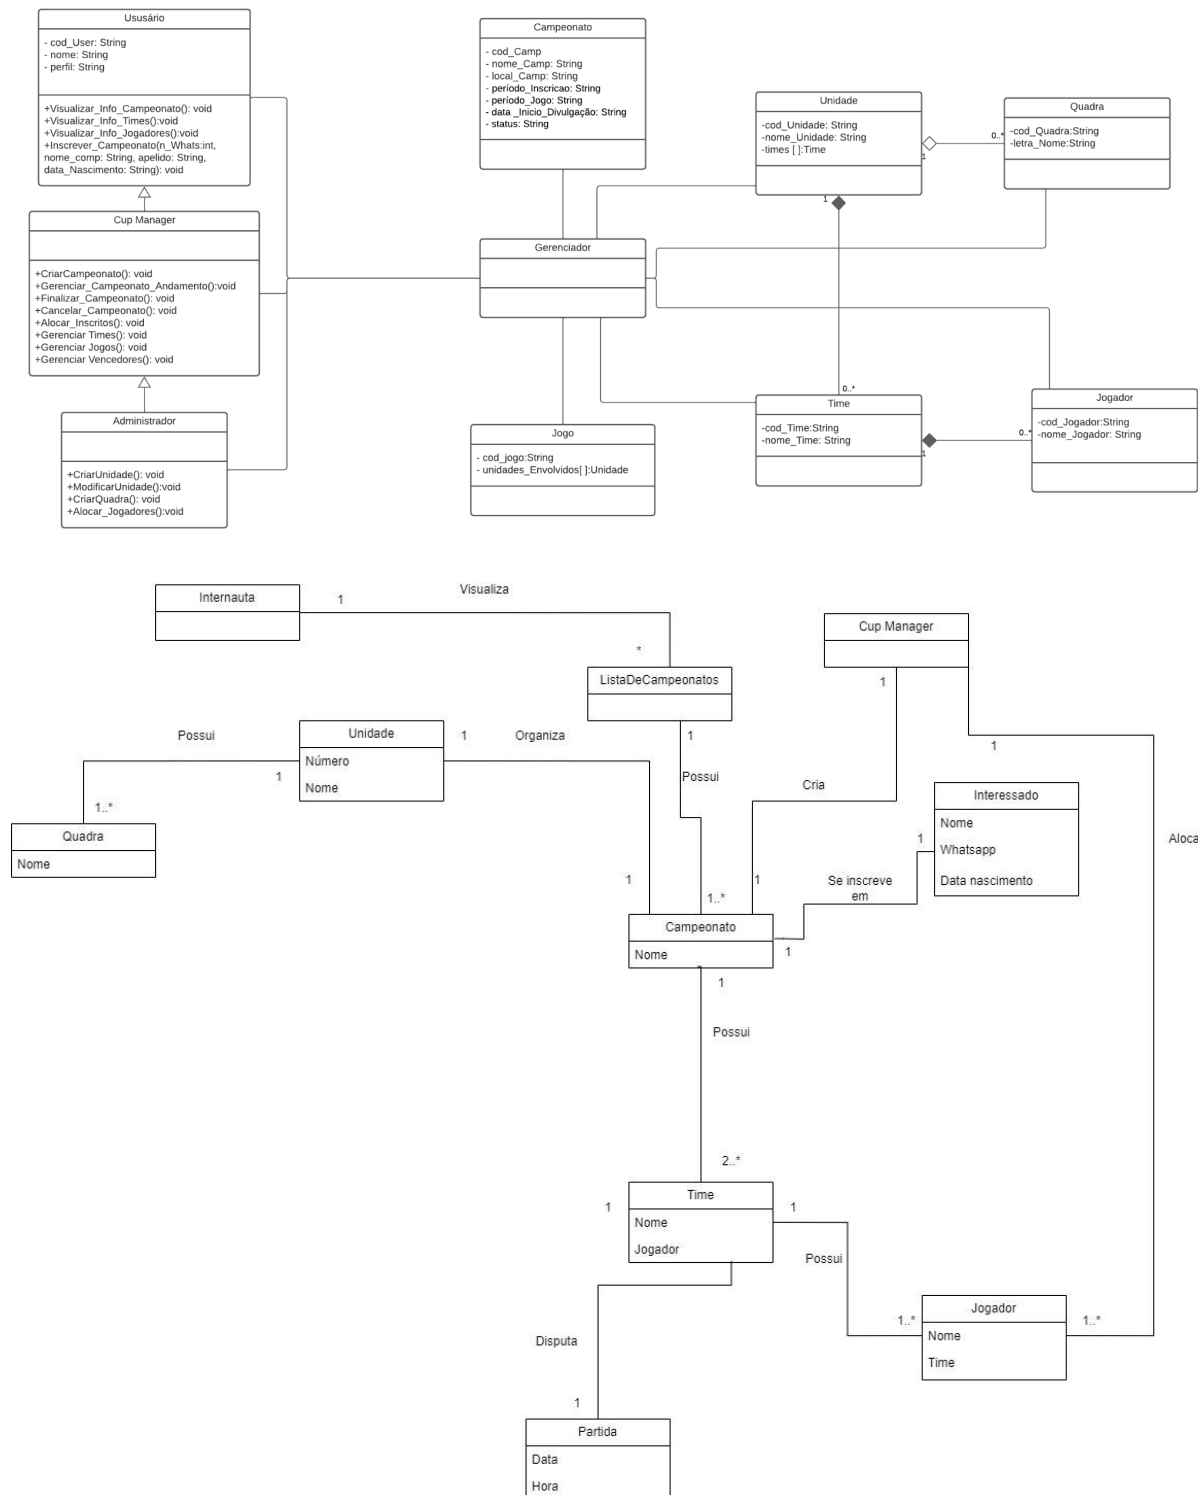 Ususário
- cod_User: String
- nome: String
- perfil: String
+Visualizar_Info_Campeonato(): void
+Visualizar_Info_Times():void
+Visualizar_Info_Jogadores():void
+Inscrever_Campeonato(n_Whats:int,
nome_comp: String, apelido: String,
data_Nascimento: String): void
Cup Manager
+CriarCampeonato(): void
+Gerenciar_Campeonato_Andamento():void
+Finalizar_Campeonato(): void
+Cancelar_Campeonato(): void
+Alocar_Inscritos(): void
+Gerenciar Times(): void
+Gerenciar Jogos(): void
+Gerenciar Vencedores(): void
Administrador
+CriarUnidade(): void
+ModificarUnidade():void
+CriarQuadra(): void
+Alocar_Jogadores():void
Campeonato
- cod_Camp
- nome_Camp: String
- local_Camp: String
- período_Inscricao: String
- período_Jogo: String
- data _Inicio_Divulgação: String
- status: String
Gerenciador
Jogo
- cod_jogo:String
- unidades_Envolvidos[ ]:Unidade
Unidade
-cod_Unidade: String
-nome_Unidade: String
-times [ ]:Time
1
0..*
Quadra
-cod_Quadra:String
-letra_Nome:String
1
0..*
Time
-cod_Time:String
-nome_Time: String
1
0..*
Jogador
-cod_Jogador:String
-nome_Jogador: String
Internauta
1
Visualiza
*
ListaDeCampeonatos
1
Possui
1..*
Cup Manager
1
1
Cria
1
Aloca
Possui
1
1..*
Quadra
Nome
Unidade
Número
Nome
1
Organiza
1
Interessado
Nome
Whatsapp
Data nascimento
1
Se inscreve
em
1
Campeonato
Nome
1
Possui
2..*
Time
Nome
Jogador
1
1
Possui
1..*
Jogador
Nome
Time
1..*
Disputa
1
Partida
Data
Hora